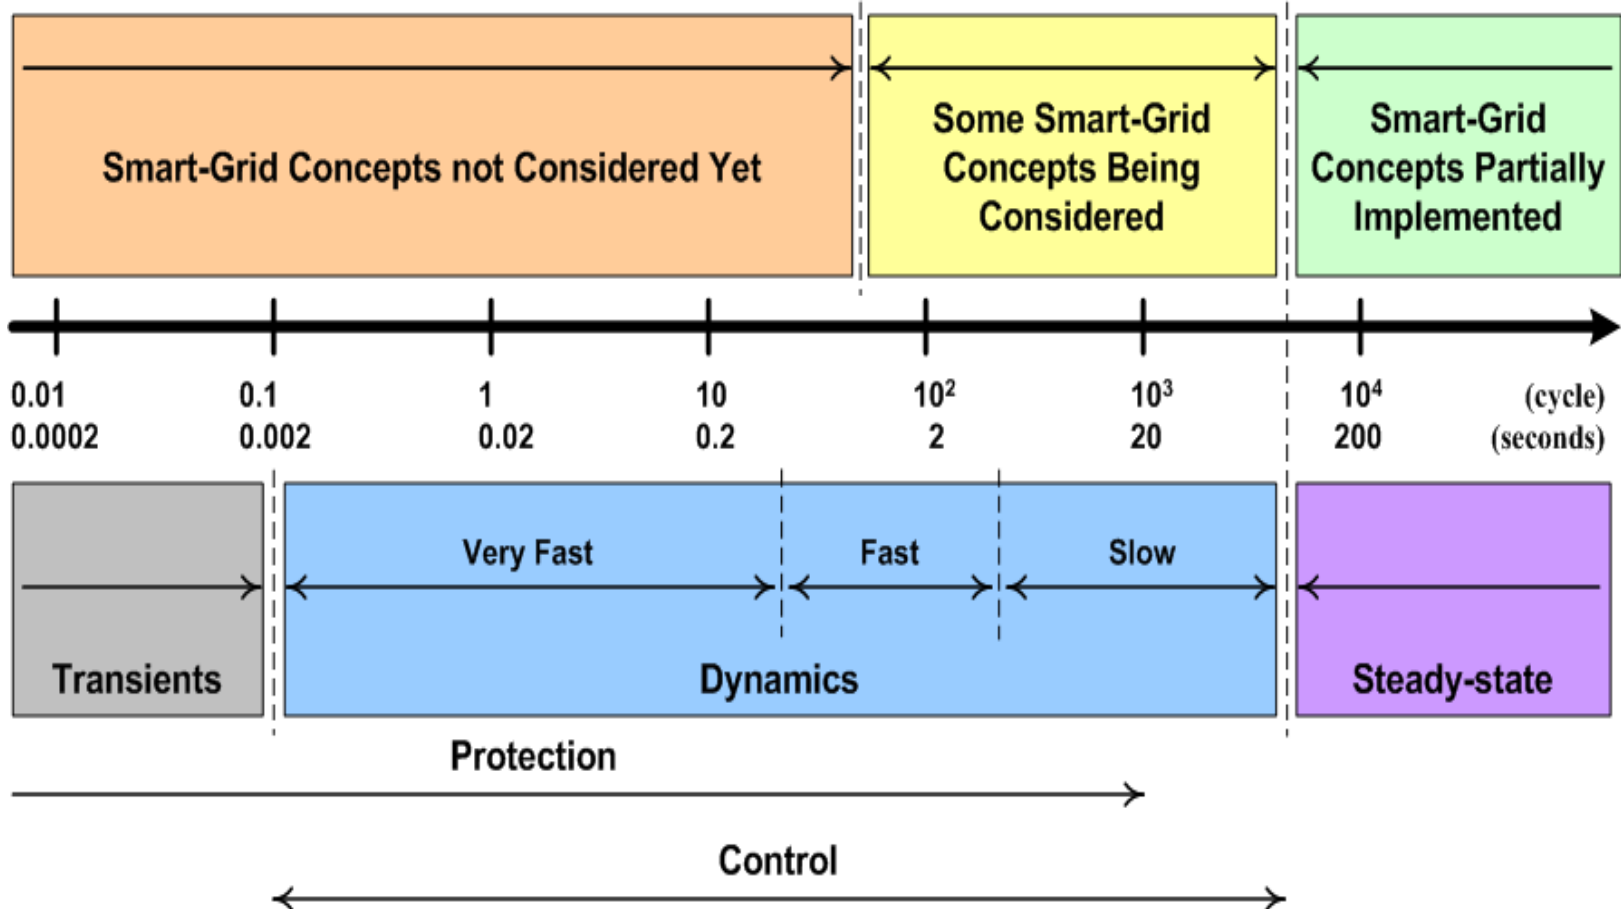 Smart-Grid Concepts not Considered Yet
Some Smart-Grid
Concepts Being
Considered
Smart-Grid
Concepts Partially
Implemented
0.01 0.1 1 10 10² 10³ 10⁴ (cycle)
0.0002 0.002 0.02 0.2 2 20 200 (seconds)
Very Fast Fast Slow
Transients Dynamics Steady-state
Protection
Control